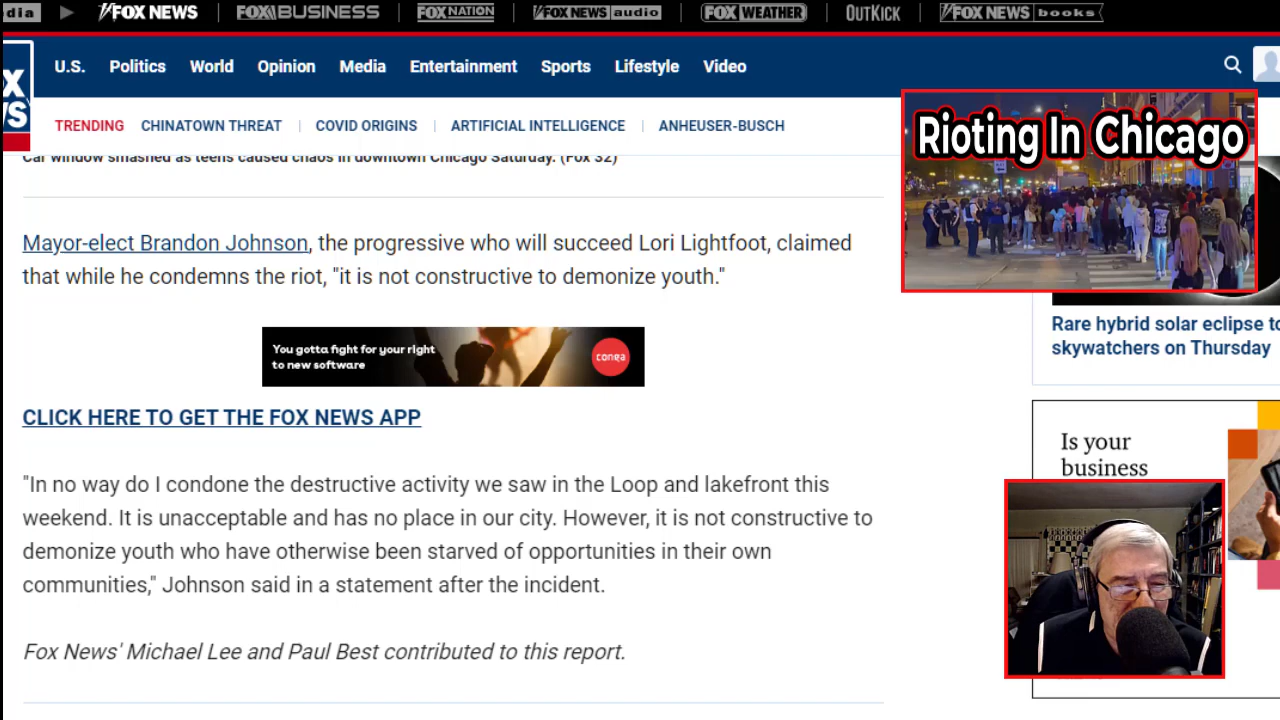 dia
FOX NEWS
FOX BUSINESS
FOX NATION
FOX NEWS audio
FOX WEATHER
OUTKICK
FOX NEWS books
U.S.
Politics
World
Opinion
Media
Entertainment
Sports
Lifestyle
Video
X
WS
TRENDING
CHINATOWN THREAT
COVID ORIGINS
ARTIFICIAL INTELLIGENCE
ANHEUSER-BUSCH
Rioting In Chicago
Car window smashed as teens caused chaos in downtown Chicago Saturday. (Fox 32)
Mayor-elect Brandon Johnson, the progressive who will succeed Lori Lightfoot, claimed
that while he condemns the riot, "it is not constructive to demonize youth."
You gotta fight for your right
to new software
conga
CLICK HERE TO GET THE FOX NEWS APP
"In no way do I condone the destructive activity we saw in the Loop and lakefront this
weekend. It is unacceptable and has no place in our city. However, it is not constructive to
demonize youth who have otherwise been starved of opportunities in their own
communities," Johnson said in a statement after the incident.
Fox News' Michael Lee and Paul Best contributed to this report.
Rare hybrid solar eclipse to
skywatchers on Thursday
Is your
business